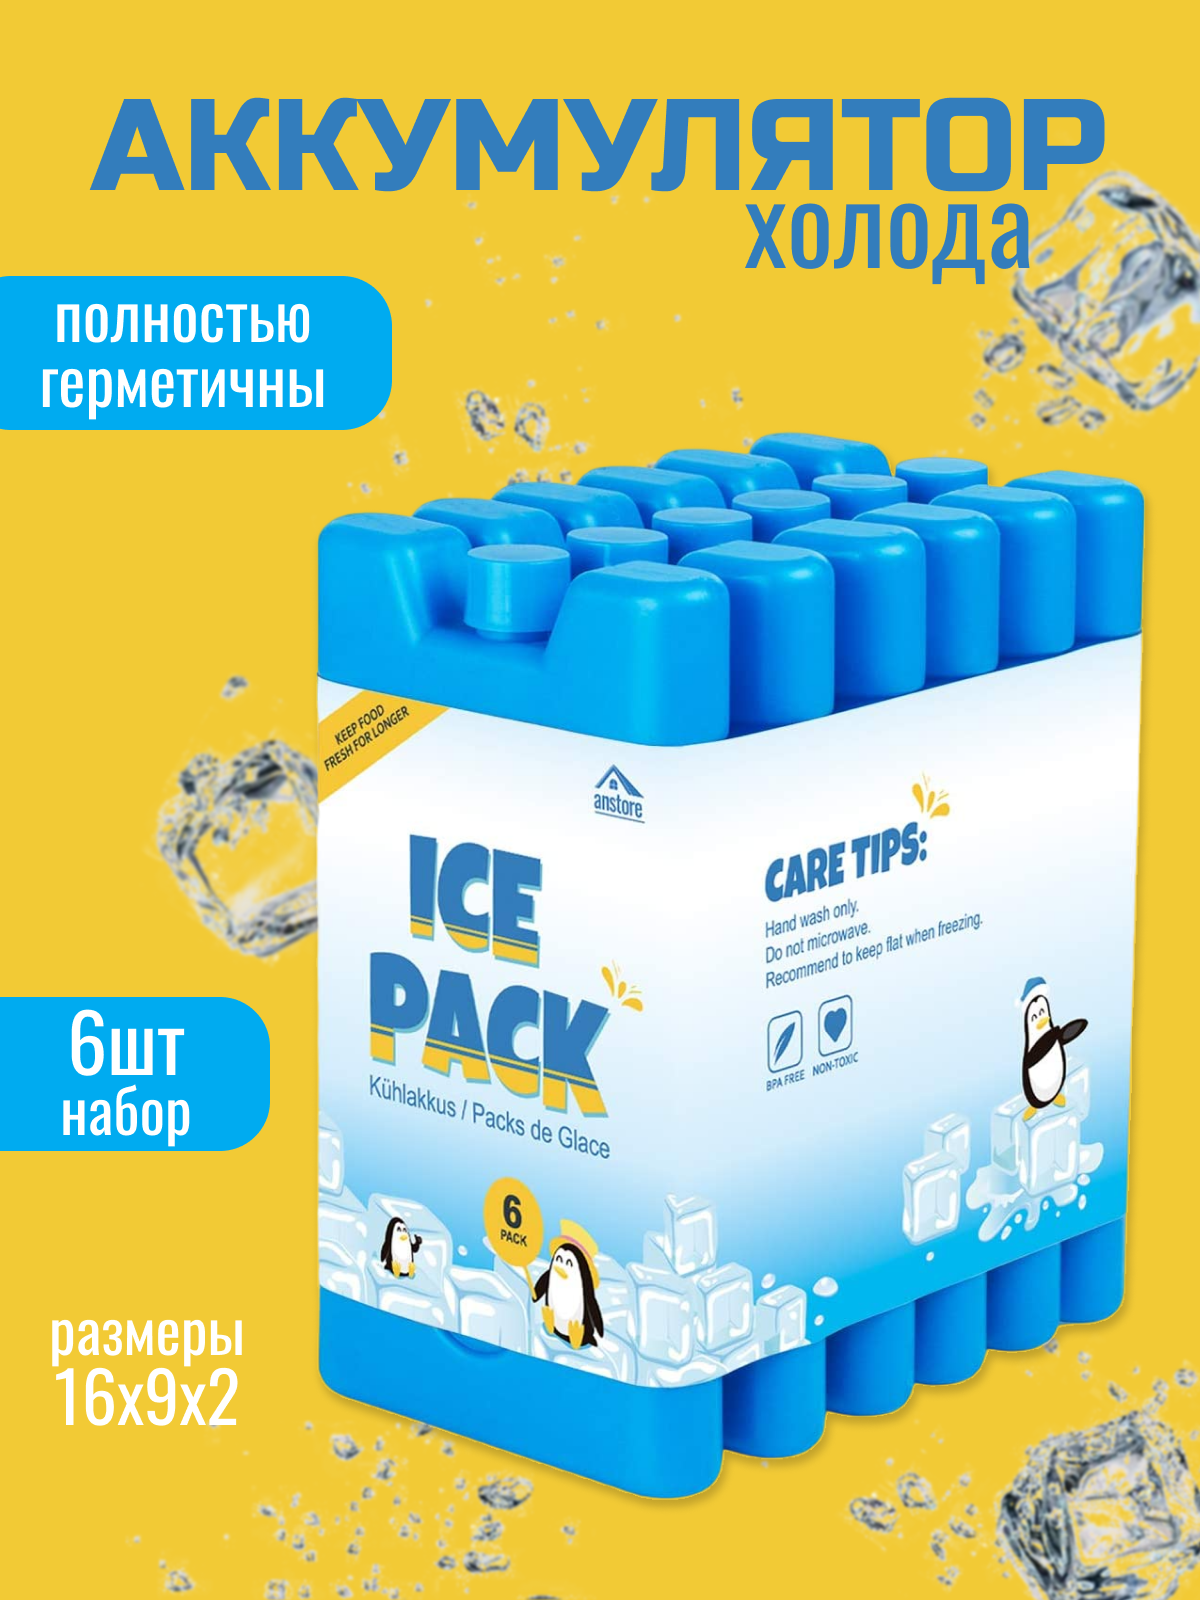 АККУМУЛЯТОР
холода
полностью
герметичны
KEEP FOOD
FRESH FOR LONGER
anstore
ICE
PACK
Kühlakkus / Packs de Glace
6
PACK
CARE TIPS:
Hand wash only.
Do not microwave.
Recommend to keep flat when freezing.
BPA FREE
NON-TOXIC
6шт
набор
размеры
16х9х2